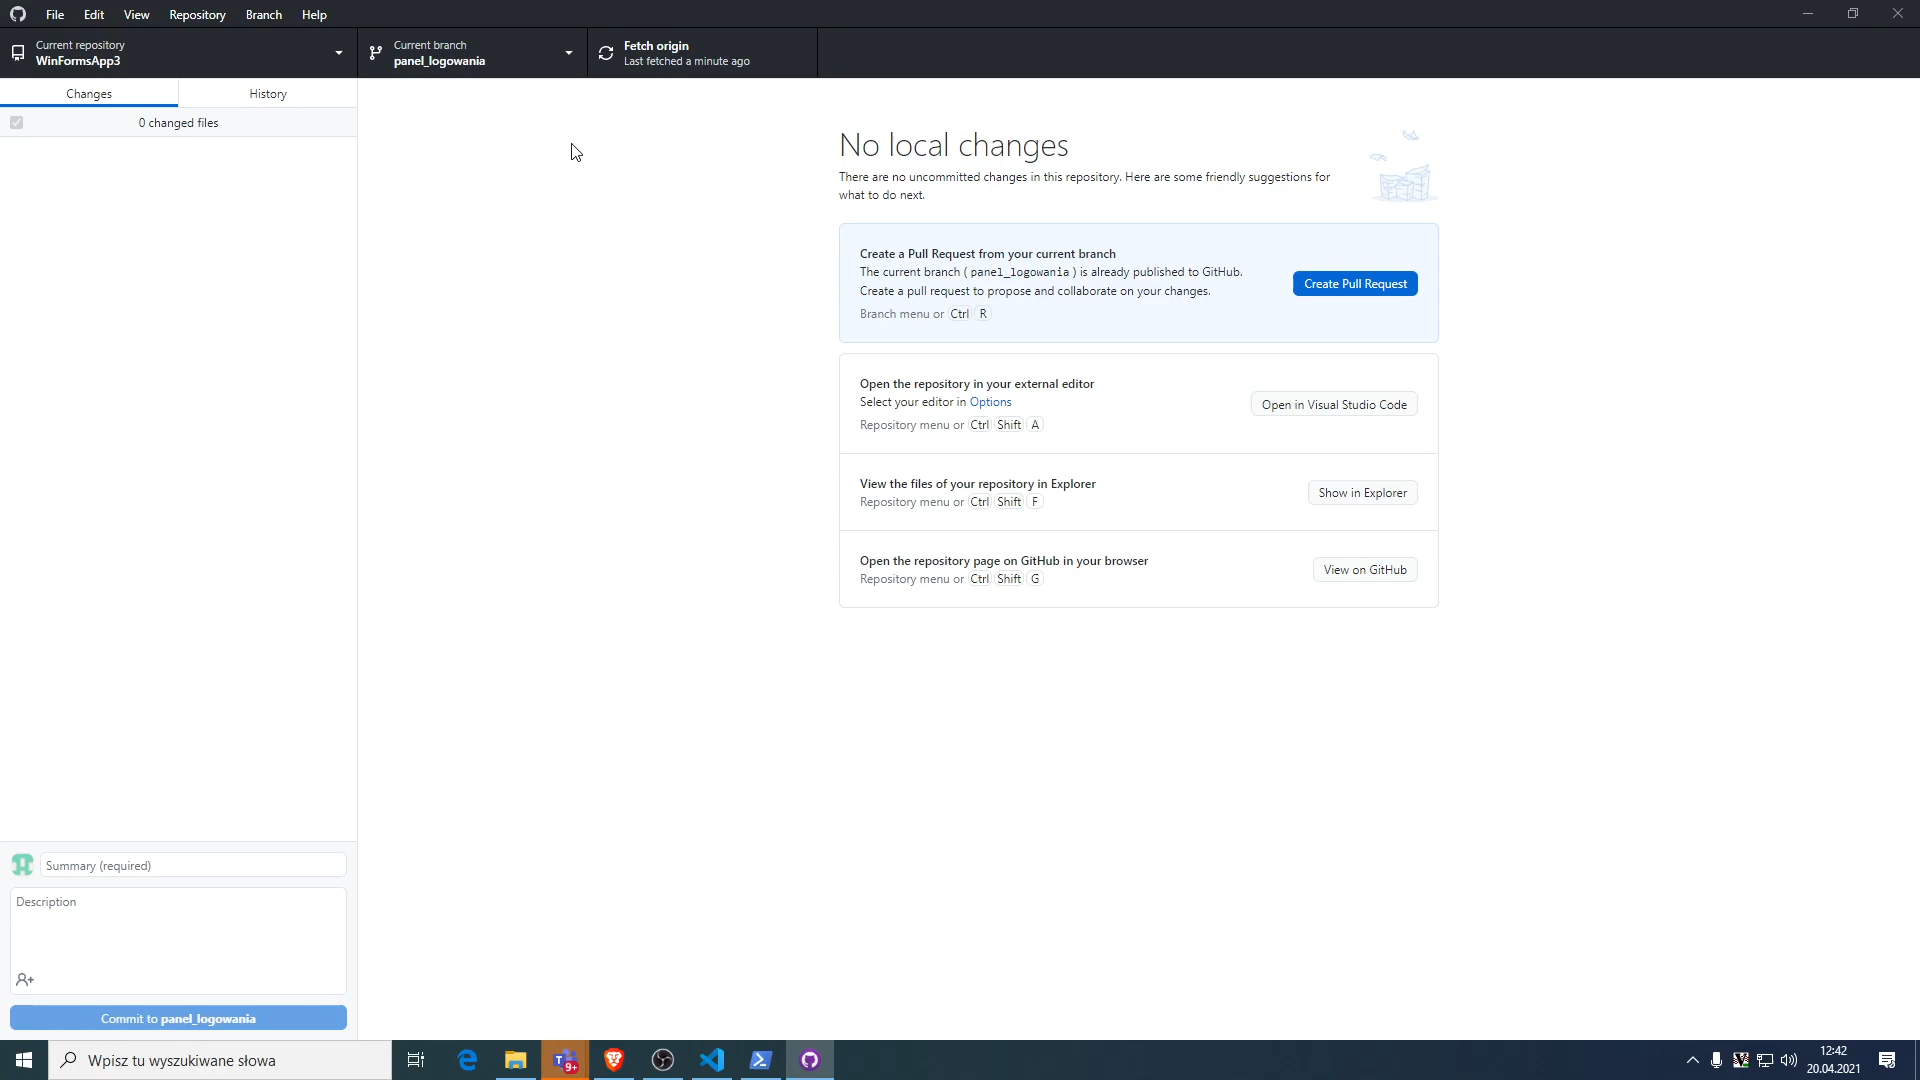 File Edit View Repository Branch Help
Current repository
WinFormsApp3
Current branch
panel_logowania
Fetch origin
Last fetched a minute ago
Changes History
0 changed files
No local changes
There are no uncommitted changes in this repository. Here are some friendly suggestions for
what to do next.
Create a Pull Request from your current branch
The current branch ( panel_logowania ) is already published to GitHub.
Create a pull request to propose and collaborate on your changes.
Branch menu or Ctrl R
Create Pull Request
Open the repository in your external editor
Select your editor in Options
Repository menu or Ctrl Shift A
Open in Visual Studio Code
View the files of your repository in Explorer
Repository menu or Ctrl Shift F
Show in Explorer
Open the repository page on GitHub in your browser
Repository menu or Ctrl Shift G
View on GitHub
Summary (required)
Description
Commit to panel_logowania
Wpisz tu wyszukiwane słowa
9+
12:42
20.04.2021